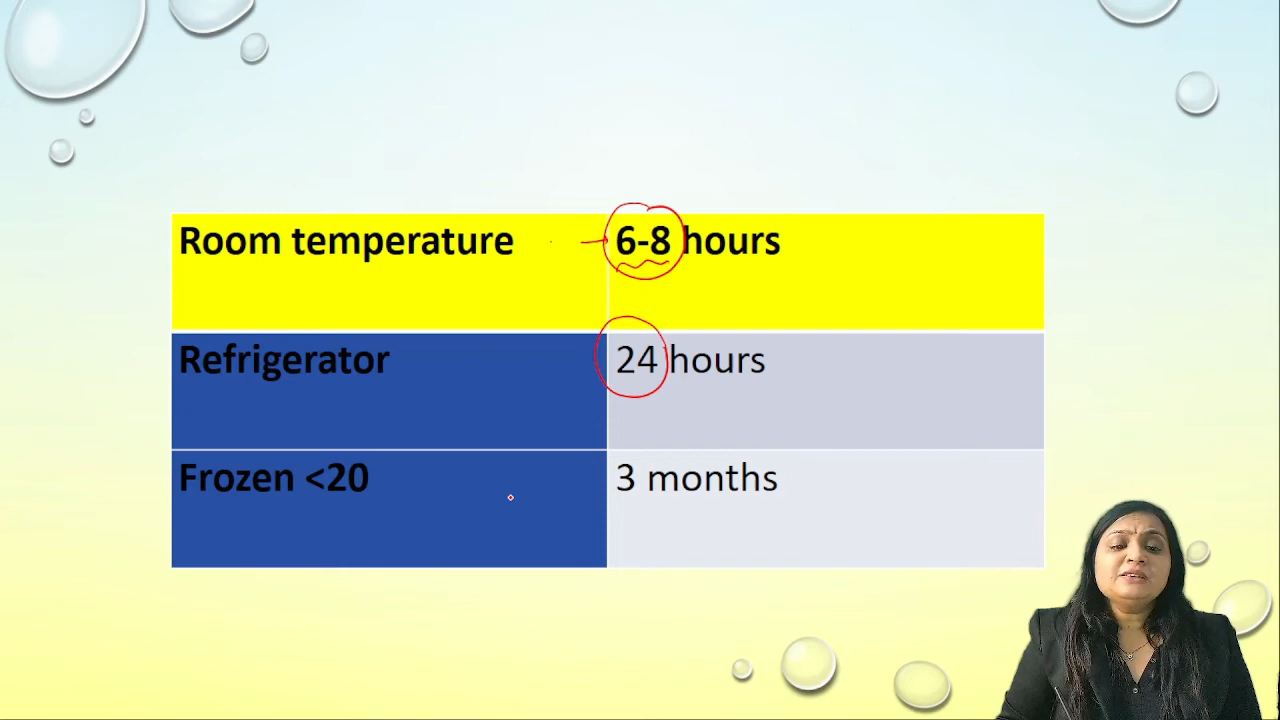 Room temperature 6-8 hours
Refrigerator 24 hours
Frozen <20 3 months